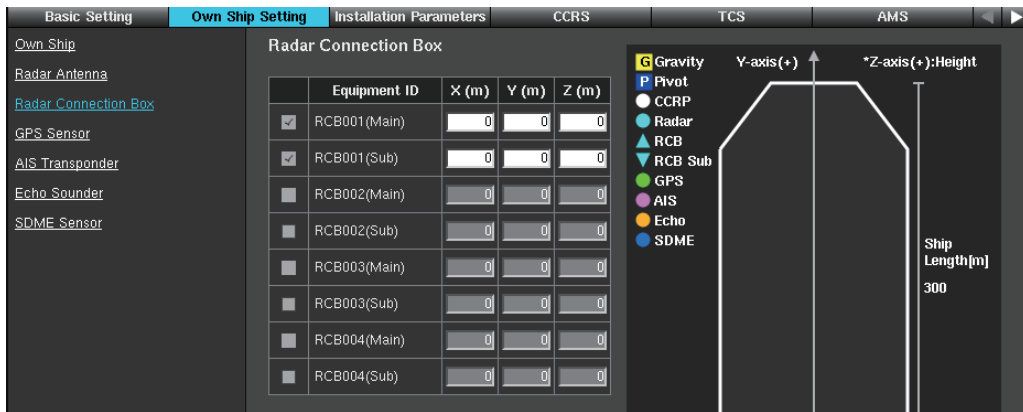 Basic Setting Own Ship Setting Installation Parameters CCRS TCS AMS
Own Ship
Radar Antenna
Radar Connection Box
GPS Sensor
AIS Transponder
Echo Sounder
SDME Sensor
Radar Connection Box
Equipment ID X (m) Y (m) Z (m)
RCB001(Main) 0 0 0
RCB001(Sub) 0 0 0
RCB002(Main) 0 0 0
RCB002(Sub) 0 0 0
RCB003(Main) 0 0 0
RCB003(Sub) 0 0 0
RCB004(Main) 0 0 0
RCB004(Sub) 0 0 0
G Gravity
P Pivot
CCRP
Radar
RCB
RCB Sub
GPS
AIS
Echo
SDME
Y-axis(+)
*Z-axis(+):Height
Ship
Length[m]
300